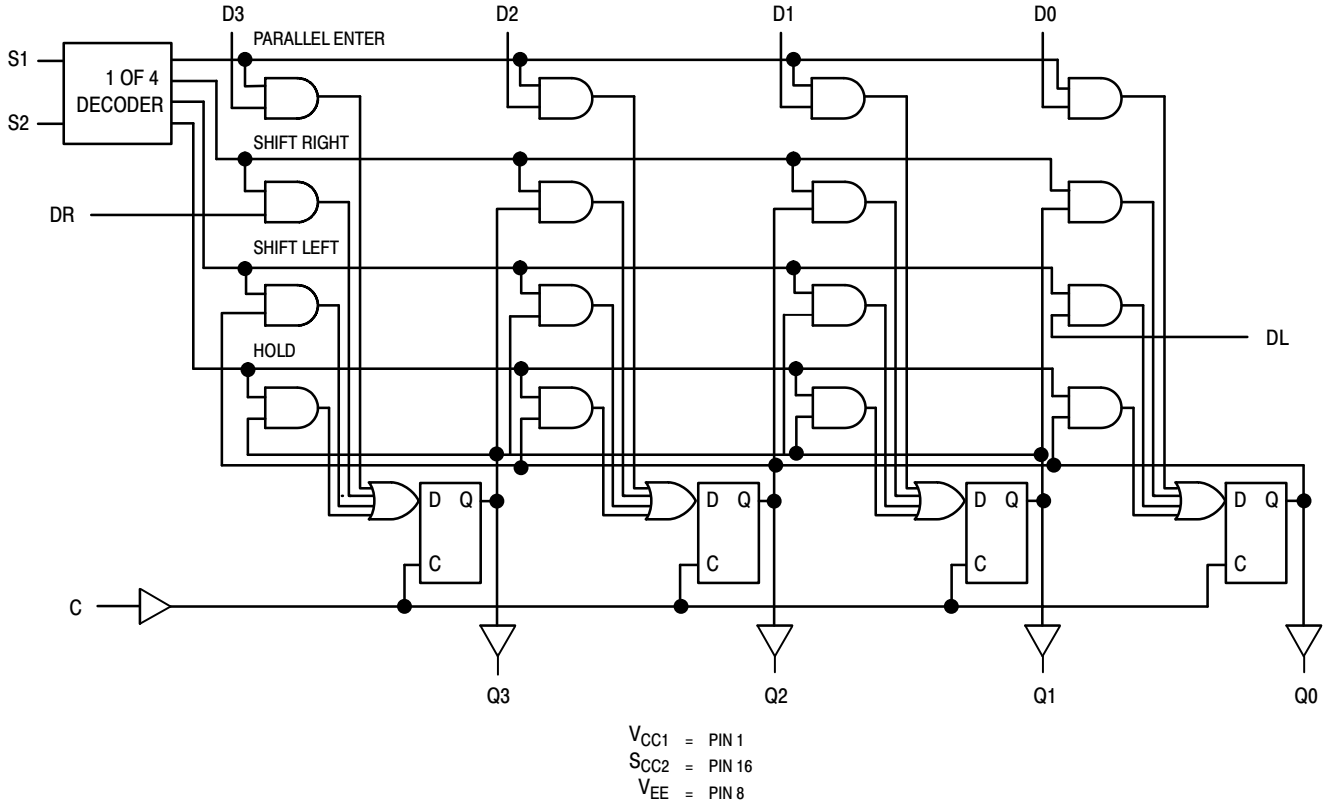 D3 D2 D1 D0
PARALLEL ENTER
S1
1 OF 4
DECODER
S2
SHIFT RIGHT
DR
SHIFT LEFT
DL
HOLD
D Q D Q D Q D Q
C C C C
C
Q3 Q2 Q1 Q0
VCC1 = PIN 1
SCC2 = PIN 16
VEE = PIN 8